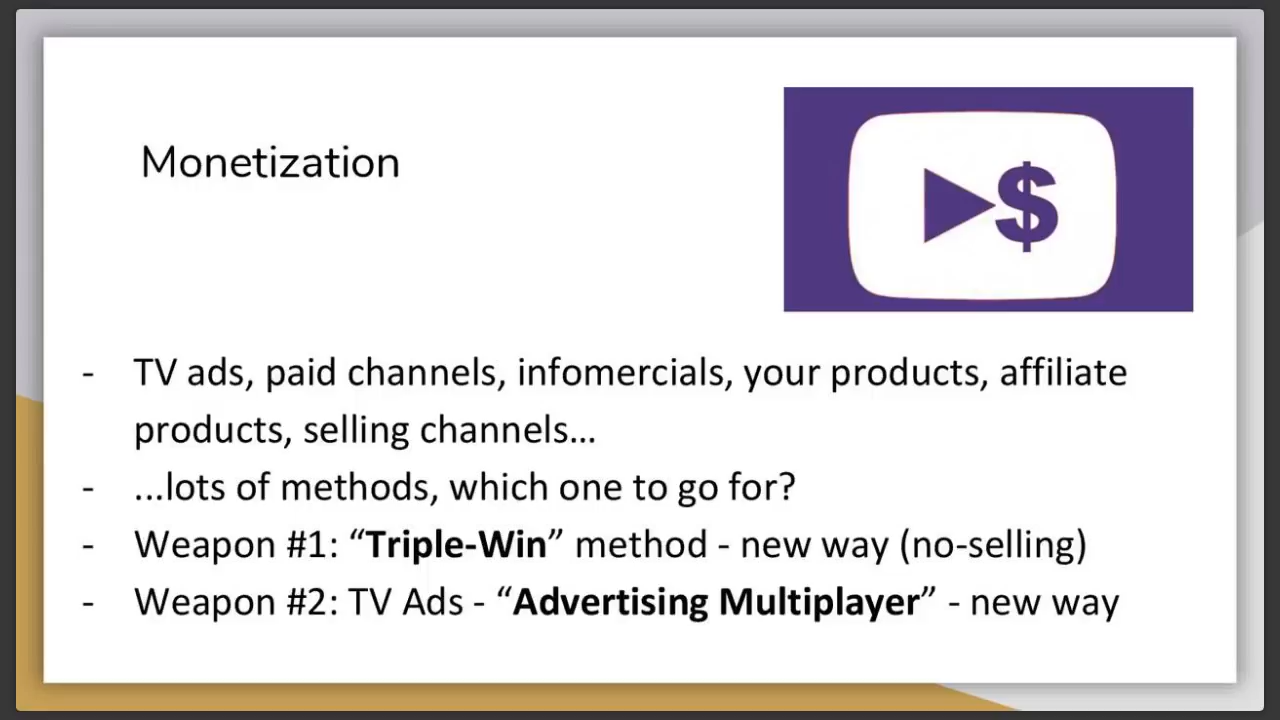 Monetization
$
- TV ads, paid channels, infomercials, your products, affiliate
products, selling channels...
- ...lots of methods, which one to go for?
- Weapon #1: “Triple-Win” method - new way (no-selling)
- Weapon #2: TV Ads - “Advertising Multiplayer” - new way